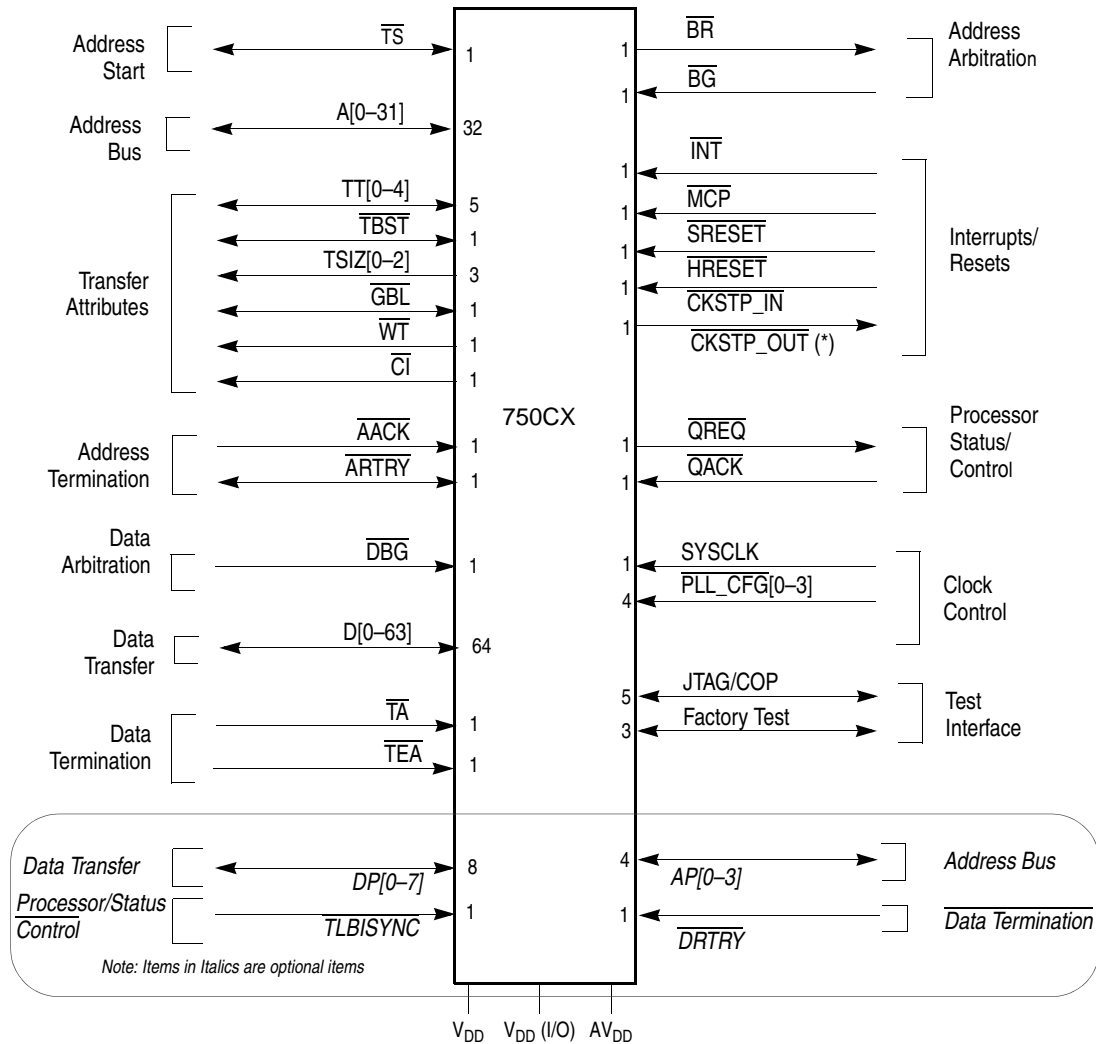 Address
Start
TS
1
Address
Bus
A[0–31]
32
Transfer
Attributes
TT[0–4]
5
TBST
1
TSIZ[0–2]
3
GBL
1
WT
1
CI
1
Address
Termination
AACK
1
ARTRY
1
Data
Arbitration
DBG
1
Data
Transfer
D[0–63]
64
Data
Termination
TA
1
TEA
1
750CX
1
BR
1
BG
Address
Arbitration
1
INT
1
MCP
1
SRESET
1
HRESET
CKSTP_IN
1
CKSTP_OUT (*)
Interrupts/
Resets
1
QREQ
1
QACK
Processor
Status/
Control
1
SYSCLK
4
PLL_CFG[0–3]
Clock
Control
5
JTAG/COP
3
Factory Test
Test
Interface
Data Transfer
DP[0–7]
8
Processor/Status
Control
TLBISYNC
1
4
AP[0–3]
Address Bus
1
DRTRY
Data Termination
Note: Items in Italics are optional items
VDD VDD (I/O) AVDD